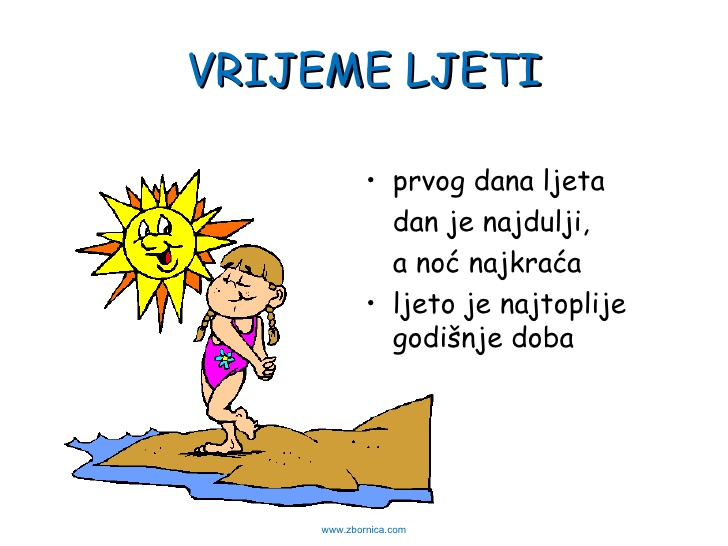 VRIJEME LJETI
• prvog dana ljeta
dan je najdulji,
a noć najkraća
• ljeto je najtoplije
godišnje doba
www.zbornica.com